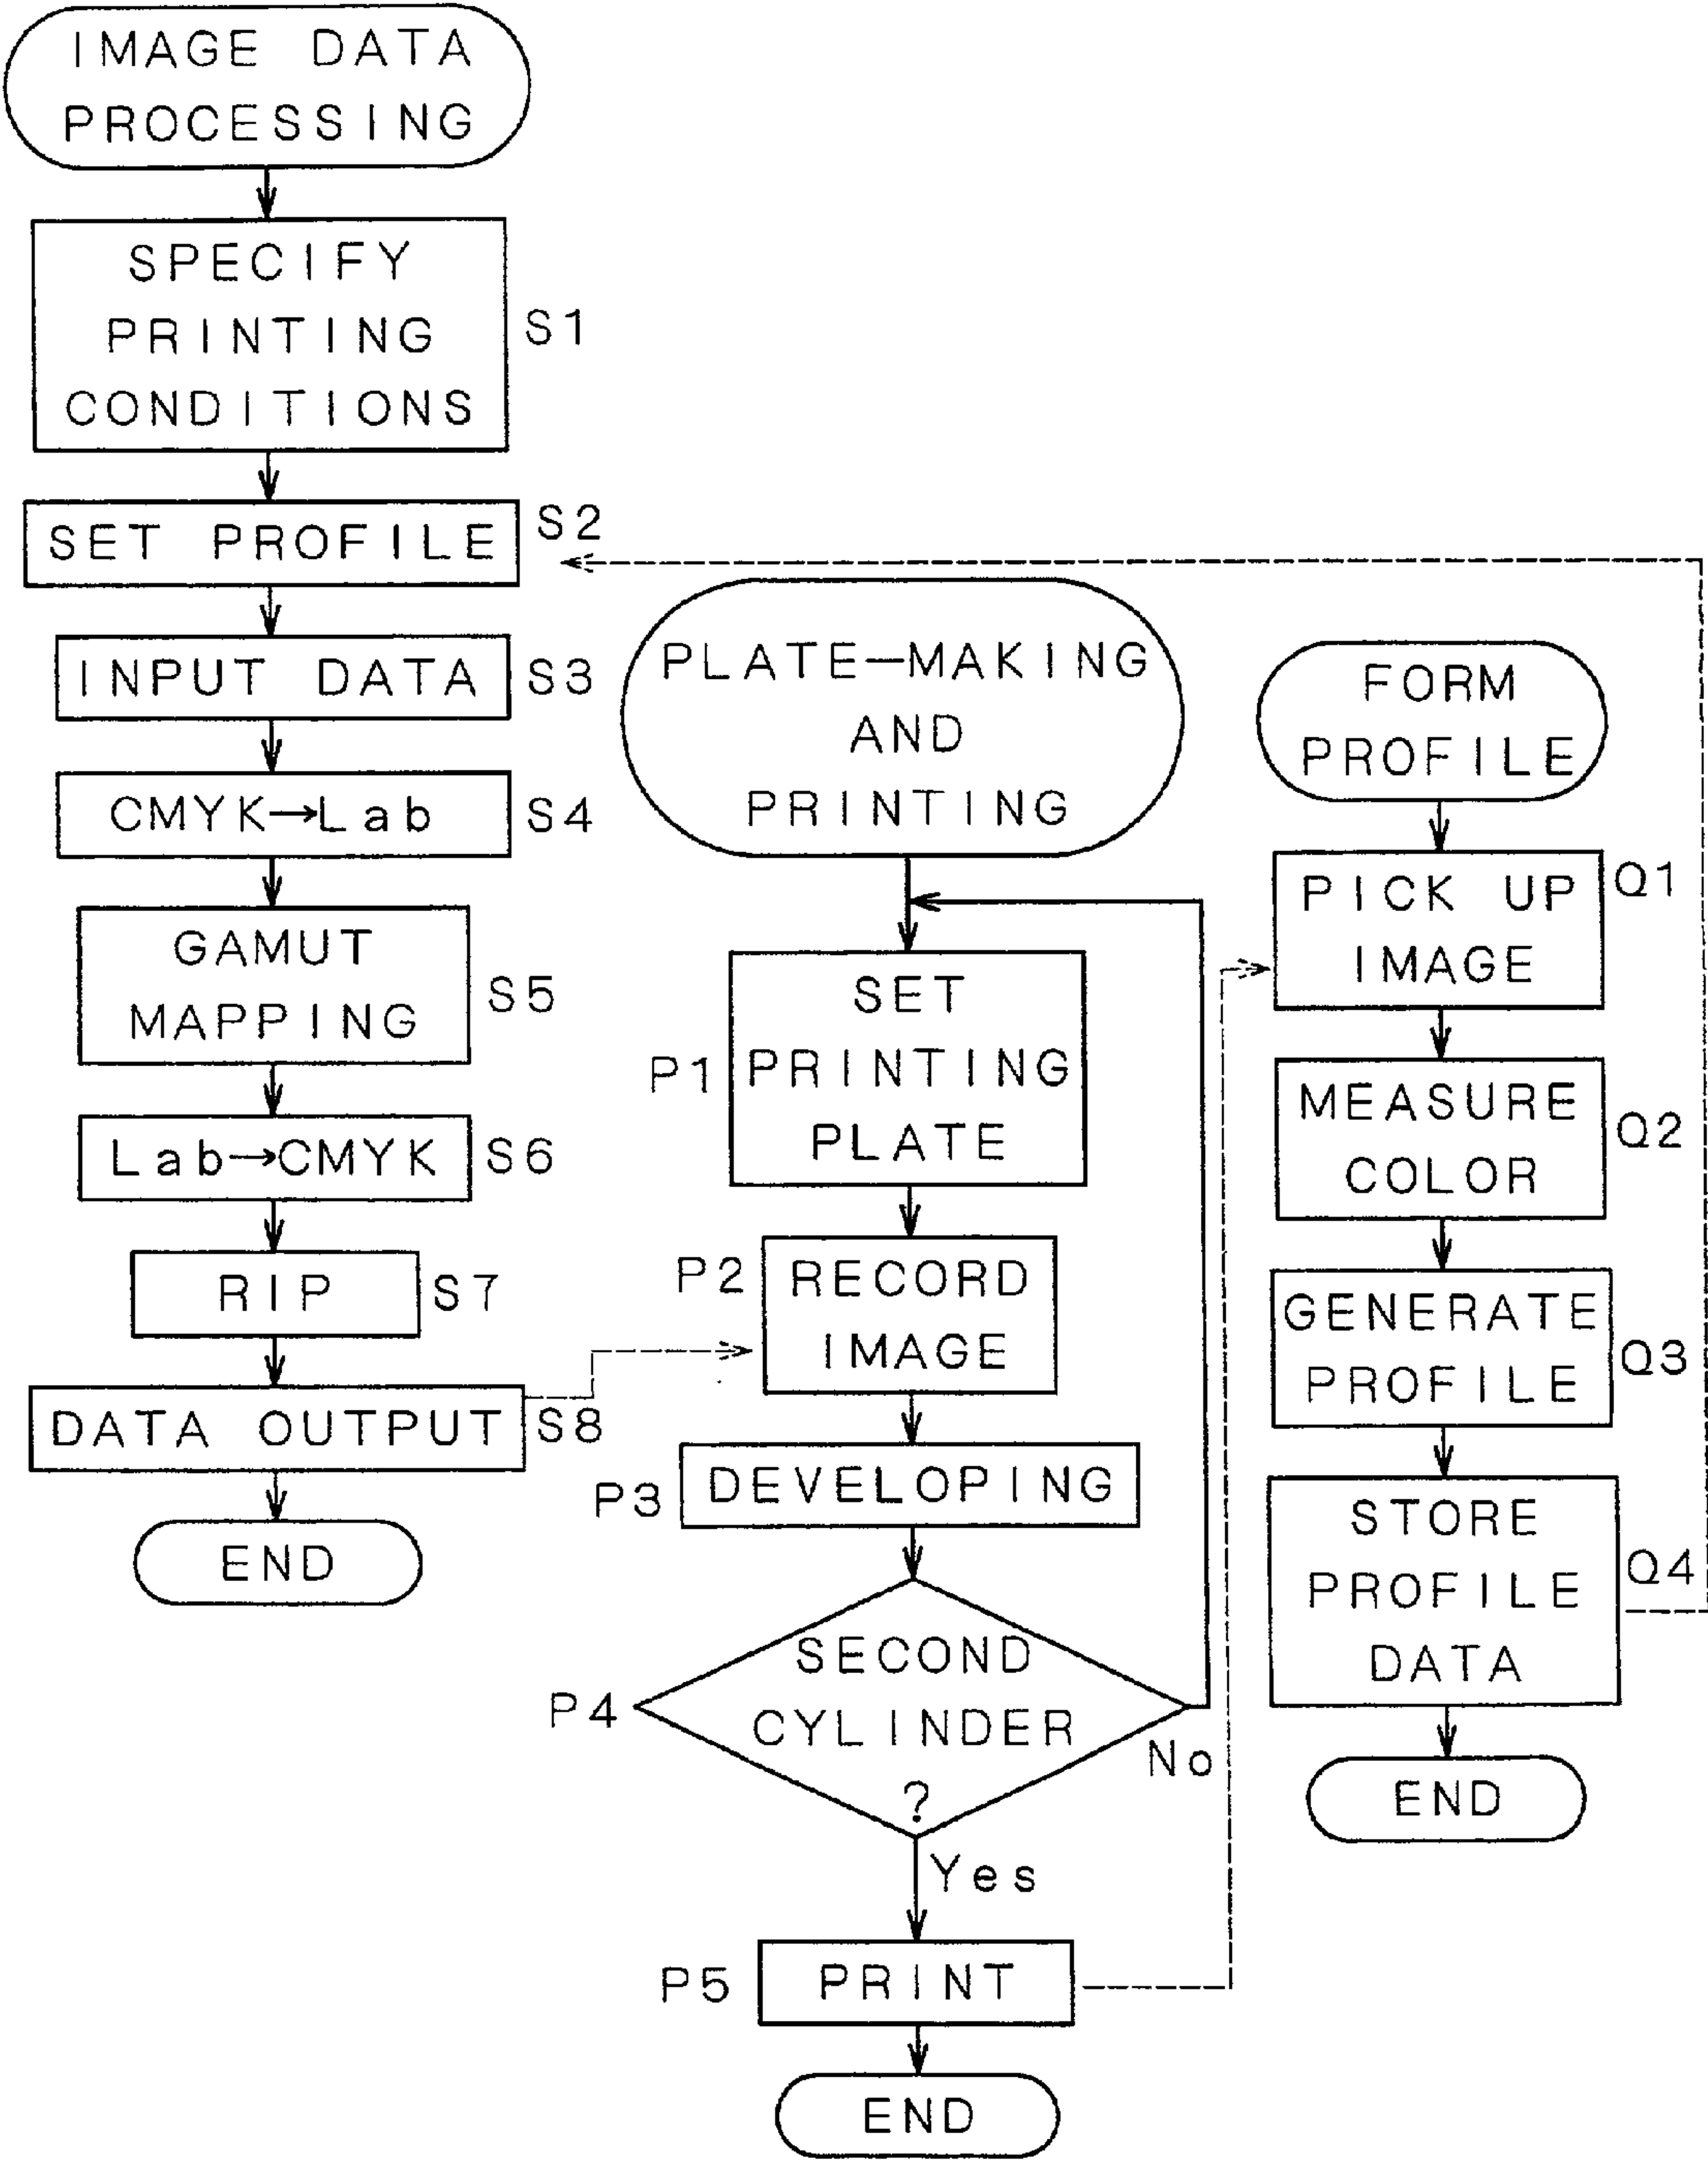 IMAGE DATA
PROCESSING
SPECIFY
PRINTING
CONDITIONS
S1
SET PROFILE
S2
INPUT DATA
S3
CMYK→Lab
S4
GAMUT
MAPPING
S5
Lab→CMYK
S6
RIP
S7
DATA OUTPUT
S8
END
PLATE-MAKING
AND
PRINTING
SET
PRINTING
PLATE
P1
RECORD
IMAGE
P2
DEVELOPING
P3
SECOND
CYLINDER
?
P4
No
Yes
PRINT
P5
END
FORM
PROFILE
PICK UP
IMAGE
Q1
MEASURE
COLOR
Q2
GENERATE
PROFILE
Q3
STORE
PROFILE
DATA
Q4
END